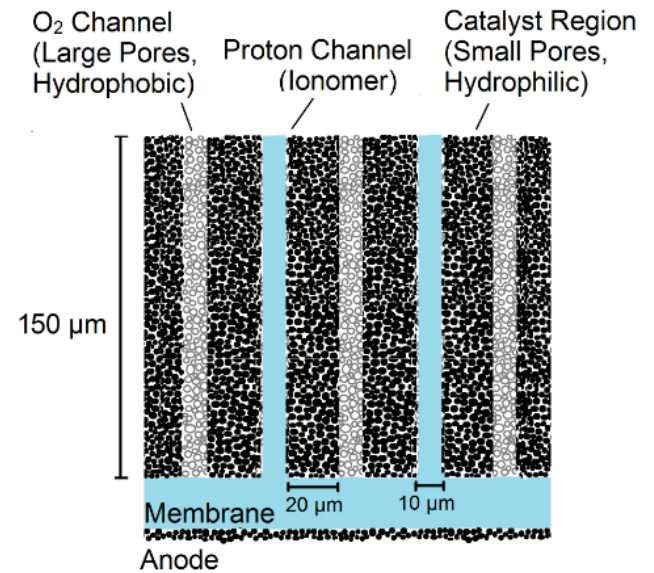 O₂ Channel
(Large Pores,
Hydrophobic)
Proton Channel
(Ionomer)
Catalyst Region
(Small Pores,
Hydrophilic)
150 µm
20 µm
10 µm
Membrane
Anode